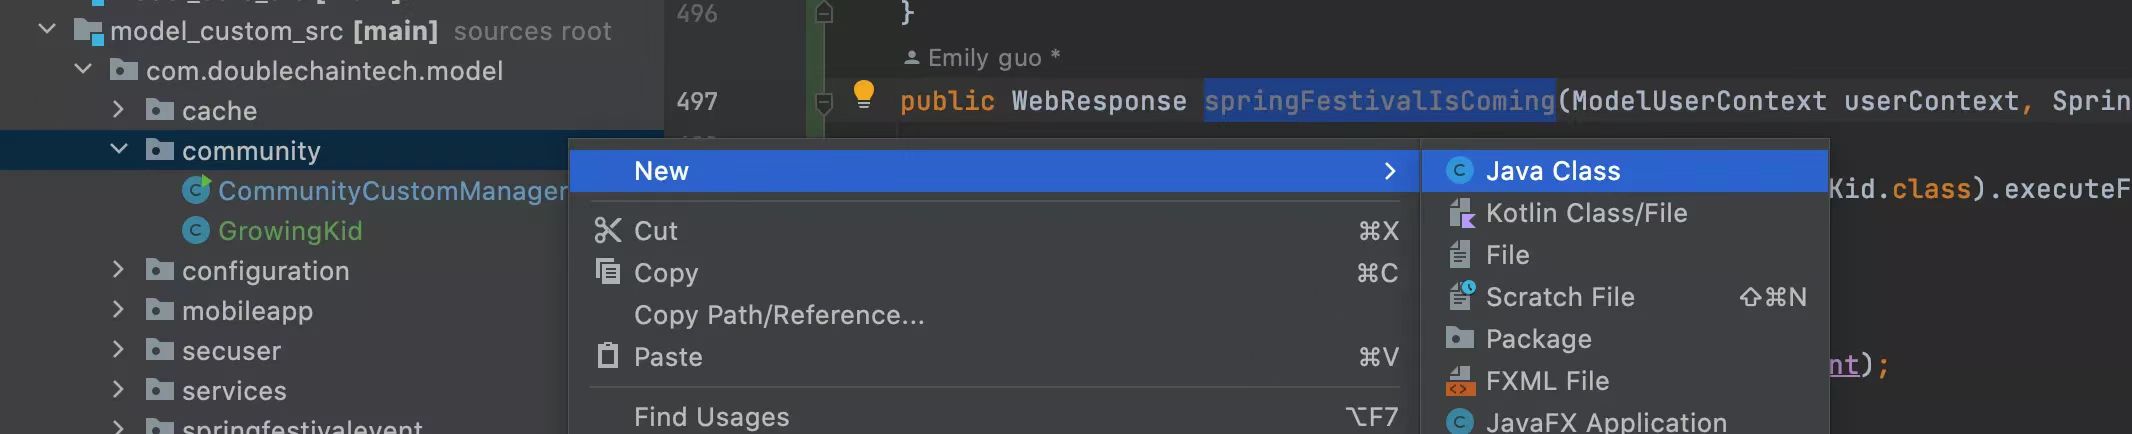 model_custom_src [main] sources root
com.doublechaintech.model
cache
community
CommunityCustomManager
GrowingKid
configuration
mobileapp
secuser
services
springfestivalevent
496 }
Emily guo *
497 public WebResponse springFestivalIsComing(ModelUserContext userContext, Sprin
Kid.class).executeF
nt);
New
Cut ⌘X
Copy ⌘C
Copy Path/Reference...
Paste ⌘V
Find Usages ⌥F7
Java Class
Kotlin Class/File
File
Scratch File ⇧⌘N
Package
FXML File
JavaFX Application